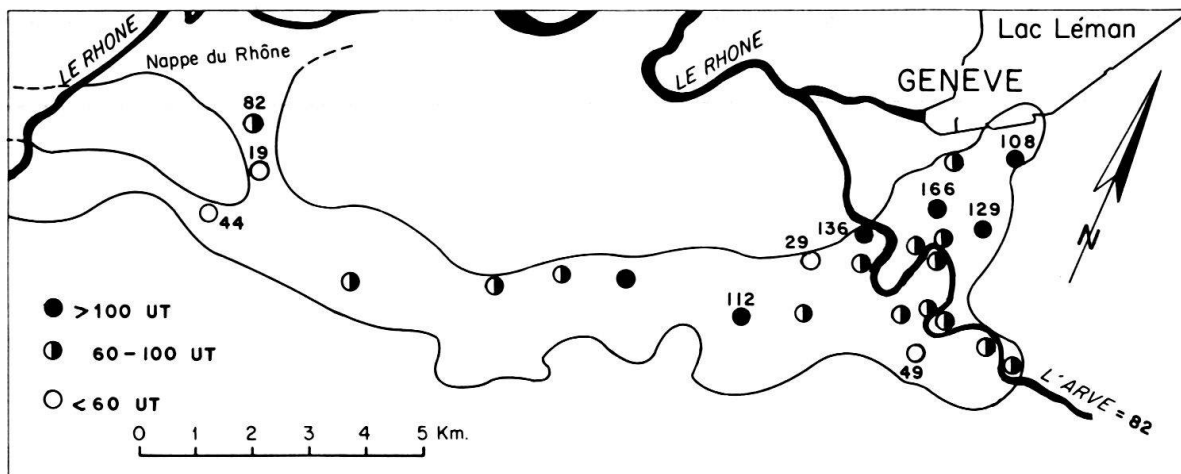 LE RHONE
Nappe du Rhône
LE RHONE
Lac Léman
GENEVE
82
19
44
108
166
129
136
29
112
49
N
> 100 UT
60-100 UT
< 60 UT
L'ARVE = 82
0 1 2 3 4 5 Km.